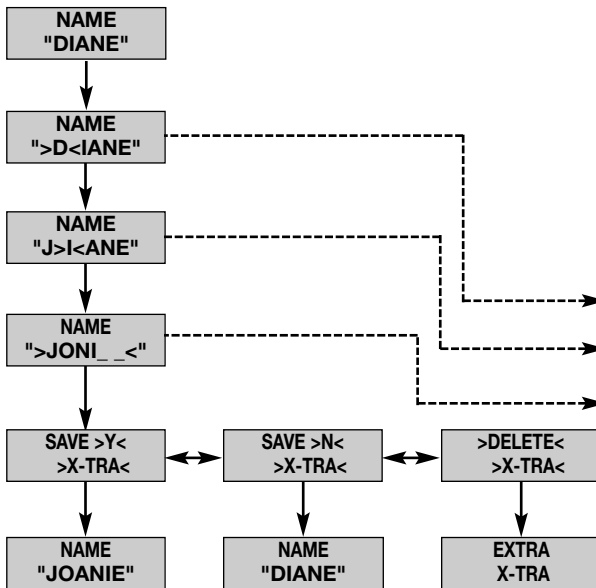 NAME
"DIANE"
NAME
">D<IANE"
NAME
"J>I<ANE"
NAME
">JONI_ _<"
SAVE >Y<
>X-TRA<
SAVE >N<
>X-TRA<
>DELETE<
>X-TRA<
NAME
"JOANIE"
NAME
"DIANE"
EXTRA
X-TRA